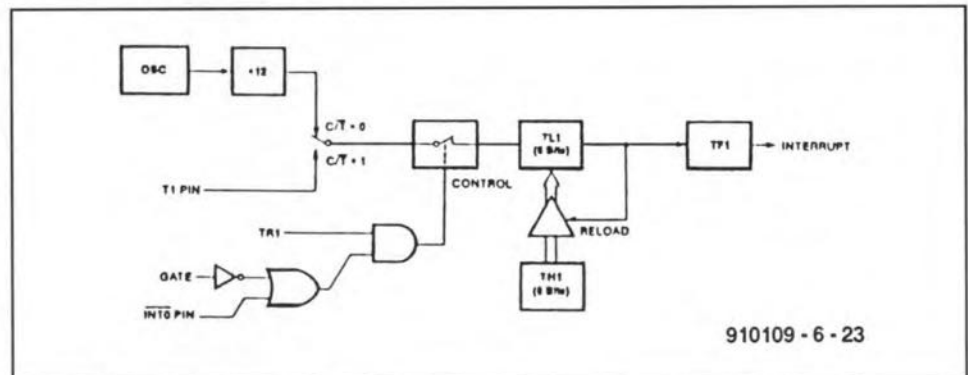 OSC
÷12
C/T̅ = 0
C/T̅ = 1
T1 PIN
CONTROL
TL1
(8 Bits)
TF1
INTERRUPT
TR1
RELOAD
GATE
I̅N̅T̅0̅ PIN
TH1
(8 Bits)
910109 - 6 - 23